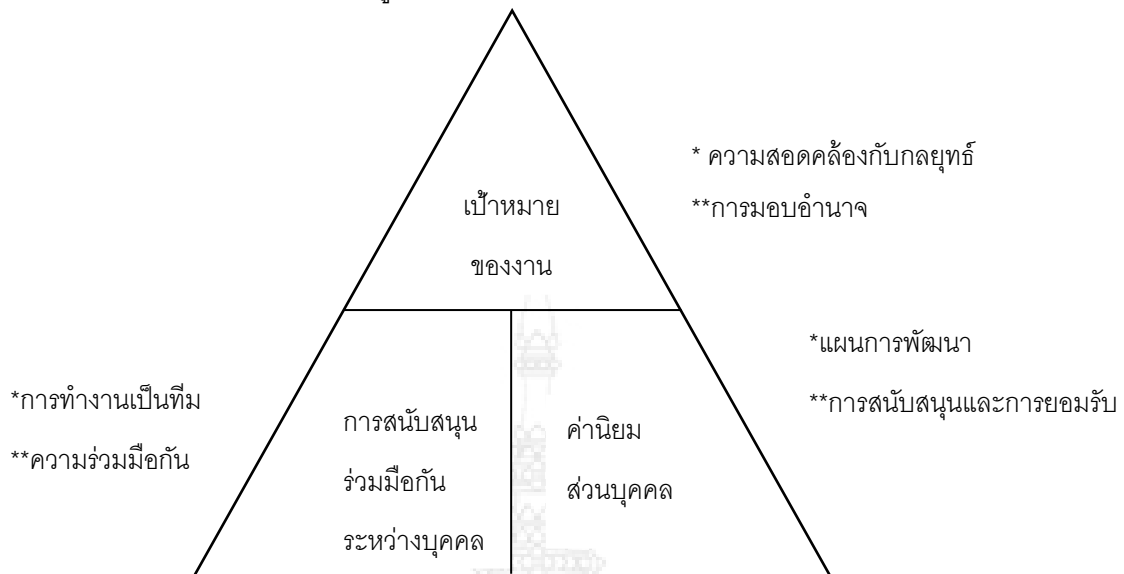 * ความสอดคล้องกับกลยุทธ์
**การมอบอำนาจ
เป้าหมาย
ของงาน
*แผนการพัฒนา
**การสนับสนุนและการยอมรับ
*การทำงานเป็นทีม
**ความร่วมมือกัน
การสนับสนุน
ร่วมมือกัน
ระหว่างบุคคล
ค่านิยม
ส่วนบุคคล